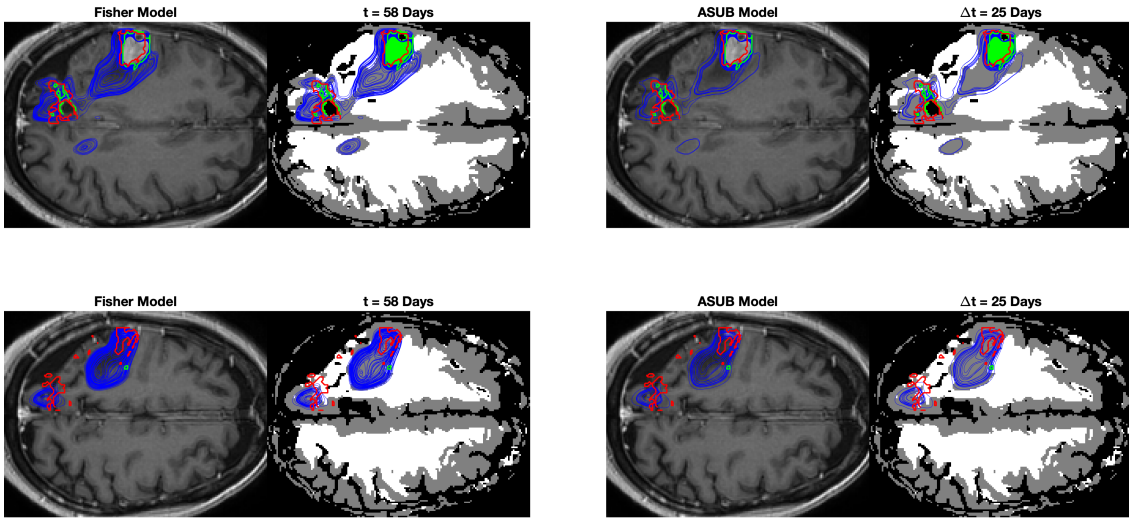 Fisher Model
t = 58 Days
ASUB Model
Δt = 25 Days
Fisher Model
t = 58 Days
ASUB Model
Δt = 25 Days